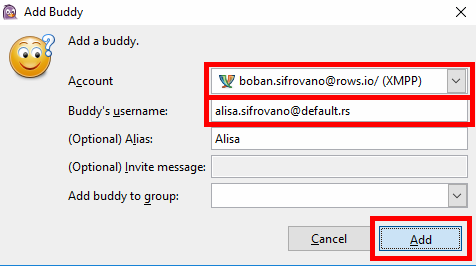 Add Buddy
Add a buddy.
Account boban.sifrovano@rows.io/ (XMPP)
Buddy's username: alisa.sifrovano@default.rs
(Optional) Alias: Alisa
(Optional) Invite message:
Add buddy to group:
Cancel Add